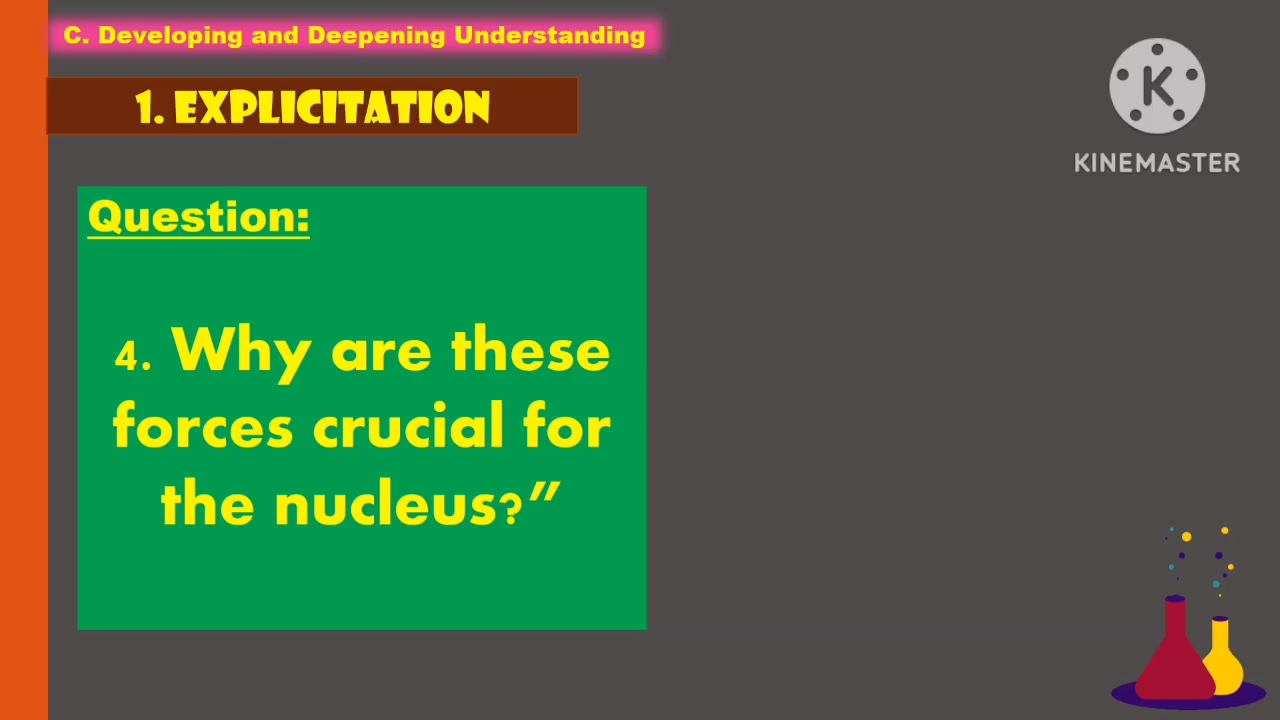 C. Developing and Deepening Understanding
1. EXPLICITATION
K
KINEMASTER
Question:
4. Why are these
forces crucial for
the nucleus?”